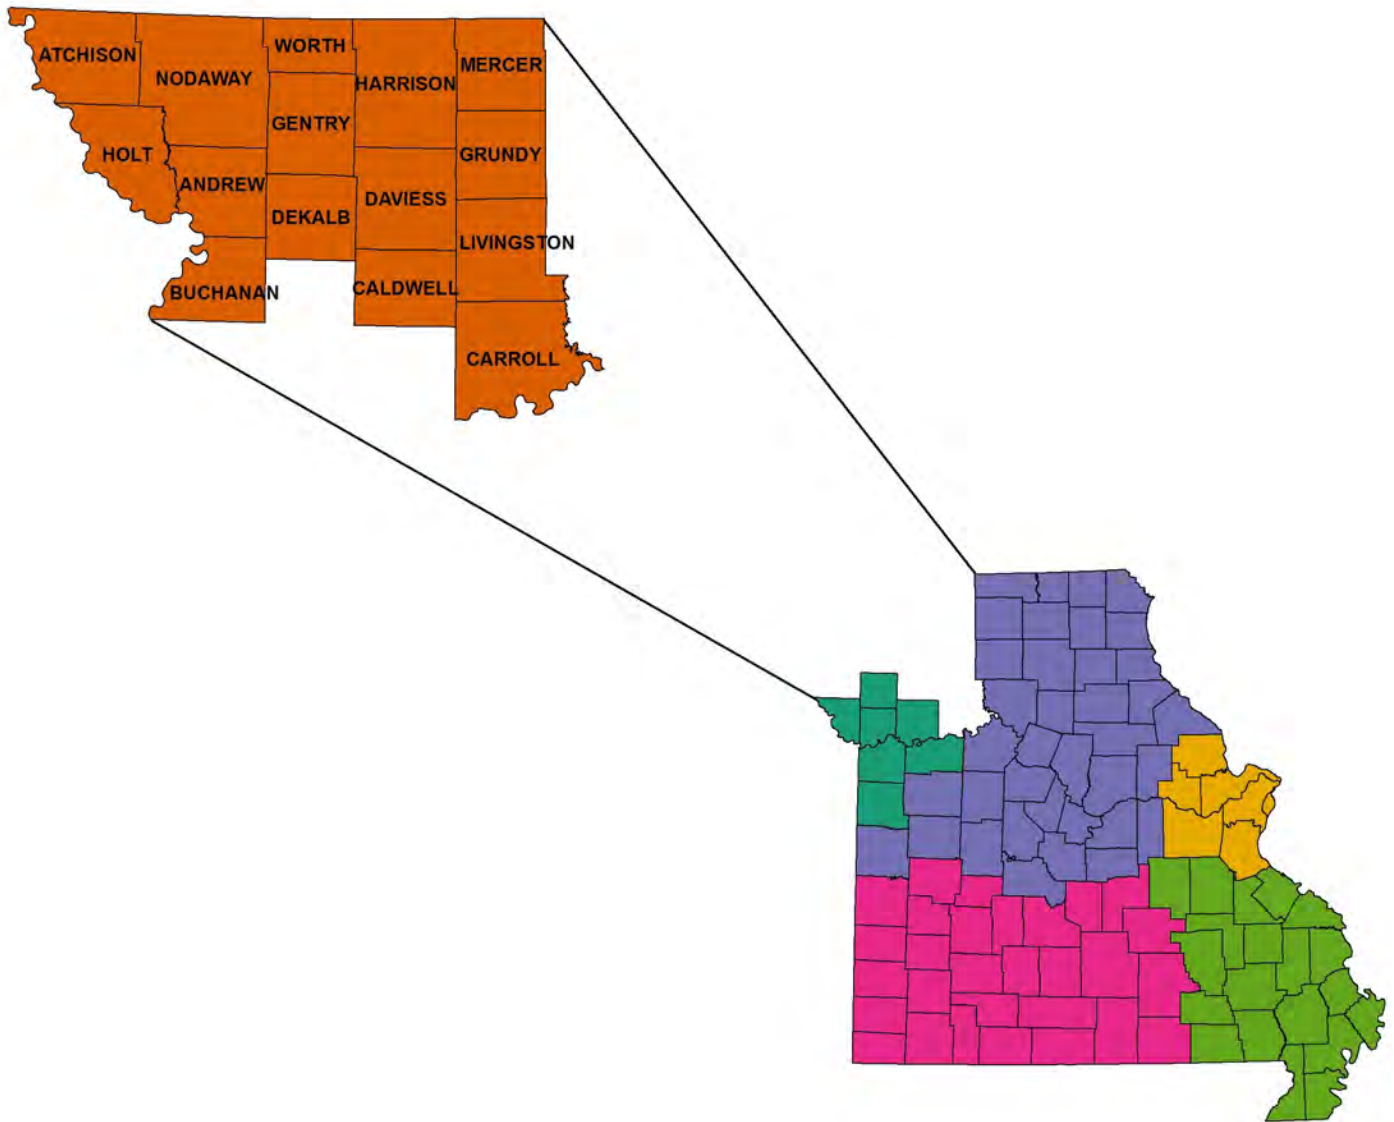 WORTH
ATCHISON
MERCER
NODAWAY
HARRISON
GENTRY
HOLT
GRUNDY
ANDREW
DAVIESS
DEKALB
LIVINGSTON
BUCHANAN
CALDWELL
CARROLL